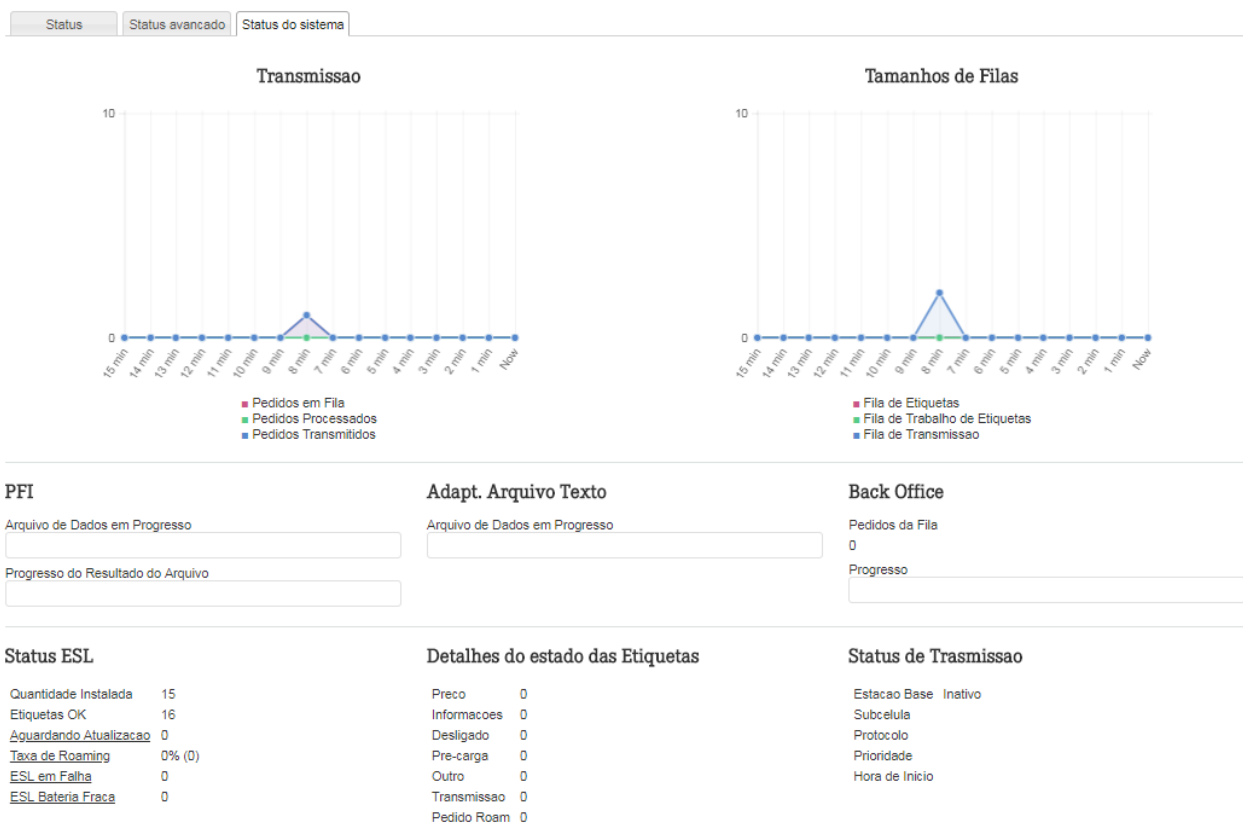 Status
Status avancado
Status do sistema
Transmissao
10
0
15 min
14 min
13 min
12 min
11 min
10 min
9 min
8 min
7 min
6 min
5 min
4 min
3 min
2 min
1 min
Now
Pedidos em Fila
Pedidos Processados
Pedidos Transmitidos
Tamanhos de Filas
10
0
15 min
14 min
13 min
12 min
11 min
10 min
9 min
8 min
7 min
6 min
5 min
4 min
3 min
2 min
1 min
Now
Fila de Etiquetas
Fila de Trabalho de Etiquetas
Fila de Transmissao
PFI
Arquivo de Dados em Progresso
Progresso do Resultado do Arquivo
Adapt. Arquivo Texto
Arquivo de Dados em Progresso
Back Office
Pedidos da Fila
0
Progresso
Status ESL
Quantidade Instalada 15
Etiquetas OK 16
Aguardando Atualizacao 0
Taxa de Roaming 0% (0)
ESL em Falha 0
ESL Bateria Fraca 0
Detalhes do estado das Etiquetas
Preco 0
Informacoes 0
Desligado 0
Pre-carga 0
Outro 0
Transmissao 0
Pedido Roam 0
Status de Trasmissao
Estacao Base Inativo
Subcelula
Protocolo
Prioridade
Hora de Inicio